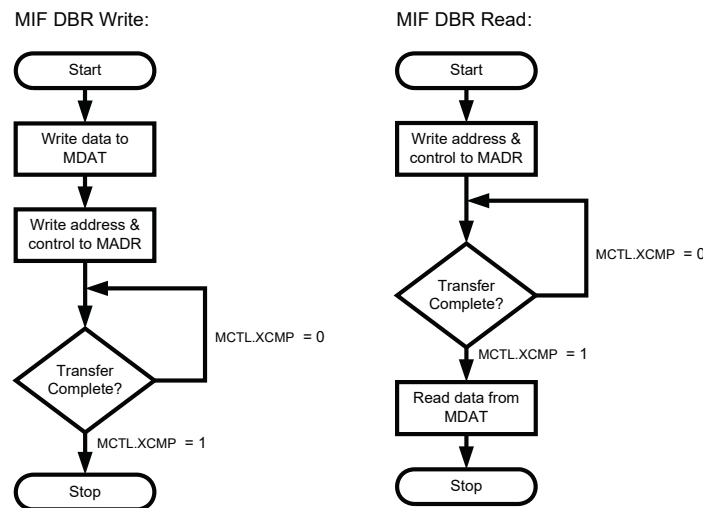 MIF DBR Write:
Start
Write data to
MDAT
Write address &
control to MADR
MCTL.XCMP = 0
Transfer
Complete?
MCTL.XCMP = 1
Stop
MIF DBR Read:
Start
Write address &
control to MADR
MCTL.XCMP = 0
Transfer
Complete?
MCTL.XCMP = 1
Read data from
MDAT
Stop